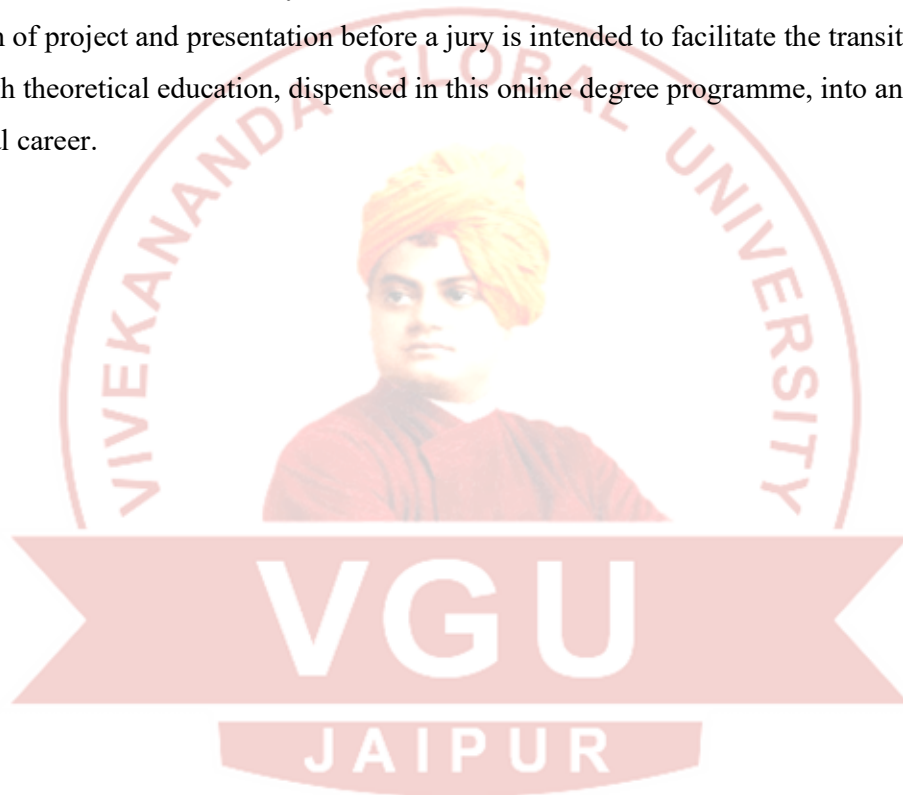 n of project and presentation before a jury is intended to facilitate the transit
h theoretical education, dispensed in this online degree programme, into an
l career.
VIVEKANANDA GLOBAL UNIVERSITY
VGU
JAIPUR